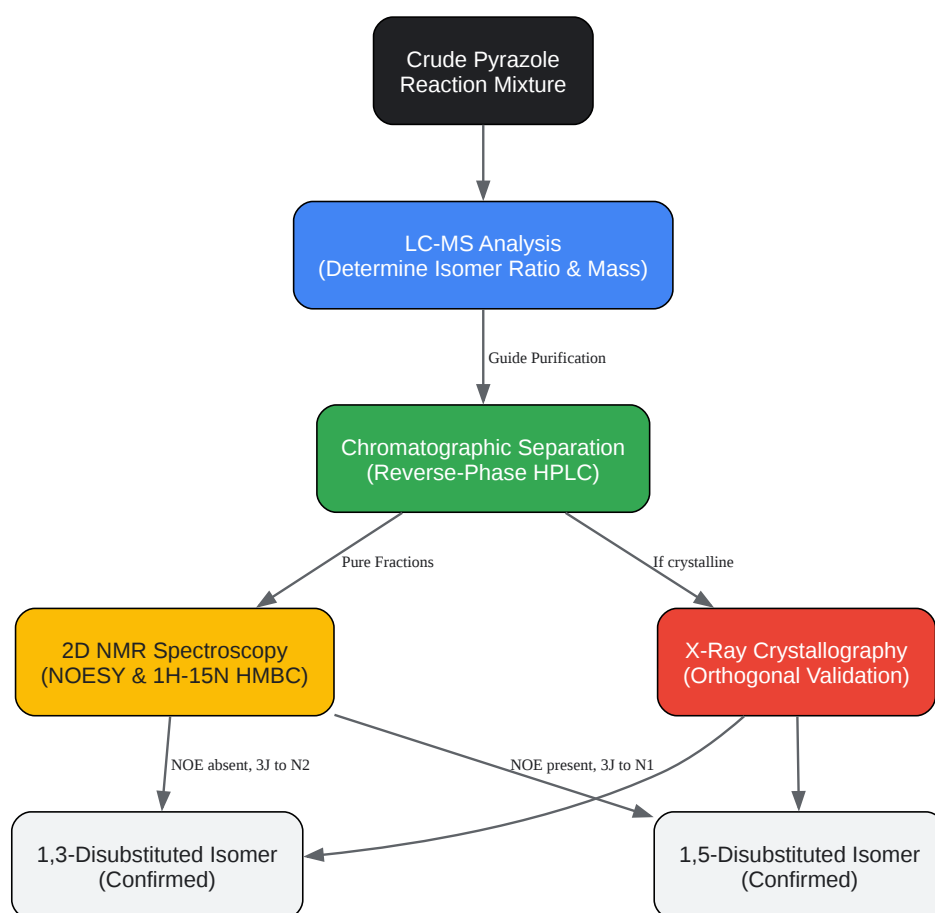 Crude Pyrazole
Reaction Mixture
LC-MS Analysis
(Determine Isomer Ratio & Mass)
Guide Purification
Chromatographic Separation
(Reverse-Phase HPLC)
Pure Fractions
If crystalline
2D NMR Spectroscopy
(NOESY & 1H-15N HMBC)
X-Ray Crystallography
(Orthogonal Validation)
NOE absent, 3J to N2
NOE present, 3J to N1
1,3-Disubstituted Isomer
(Confirmed)
1,5-Disubstituted Isomer
(Confirmed)